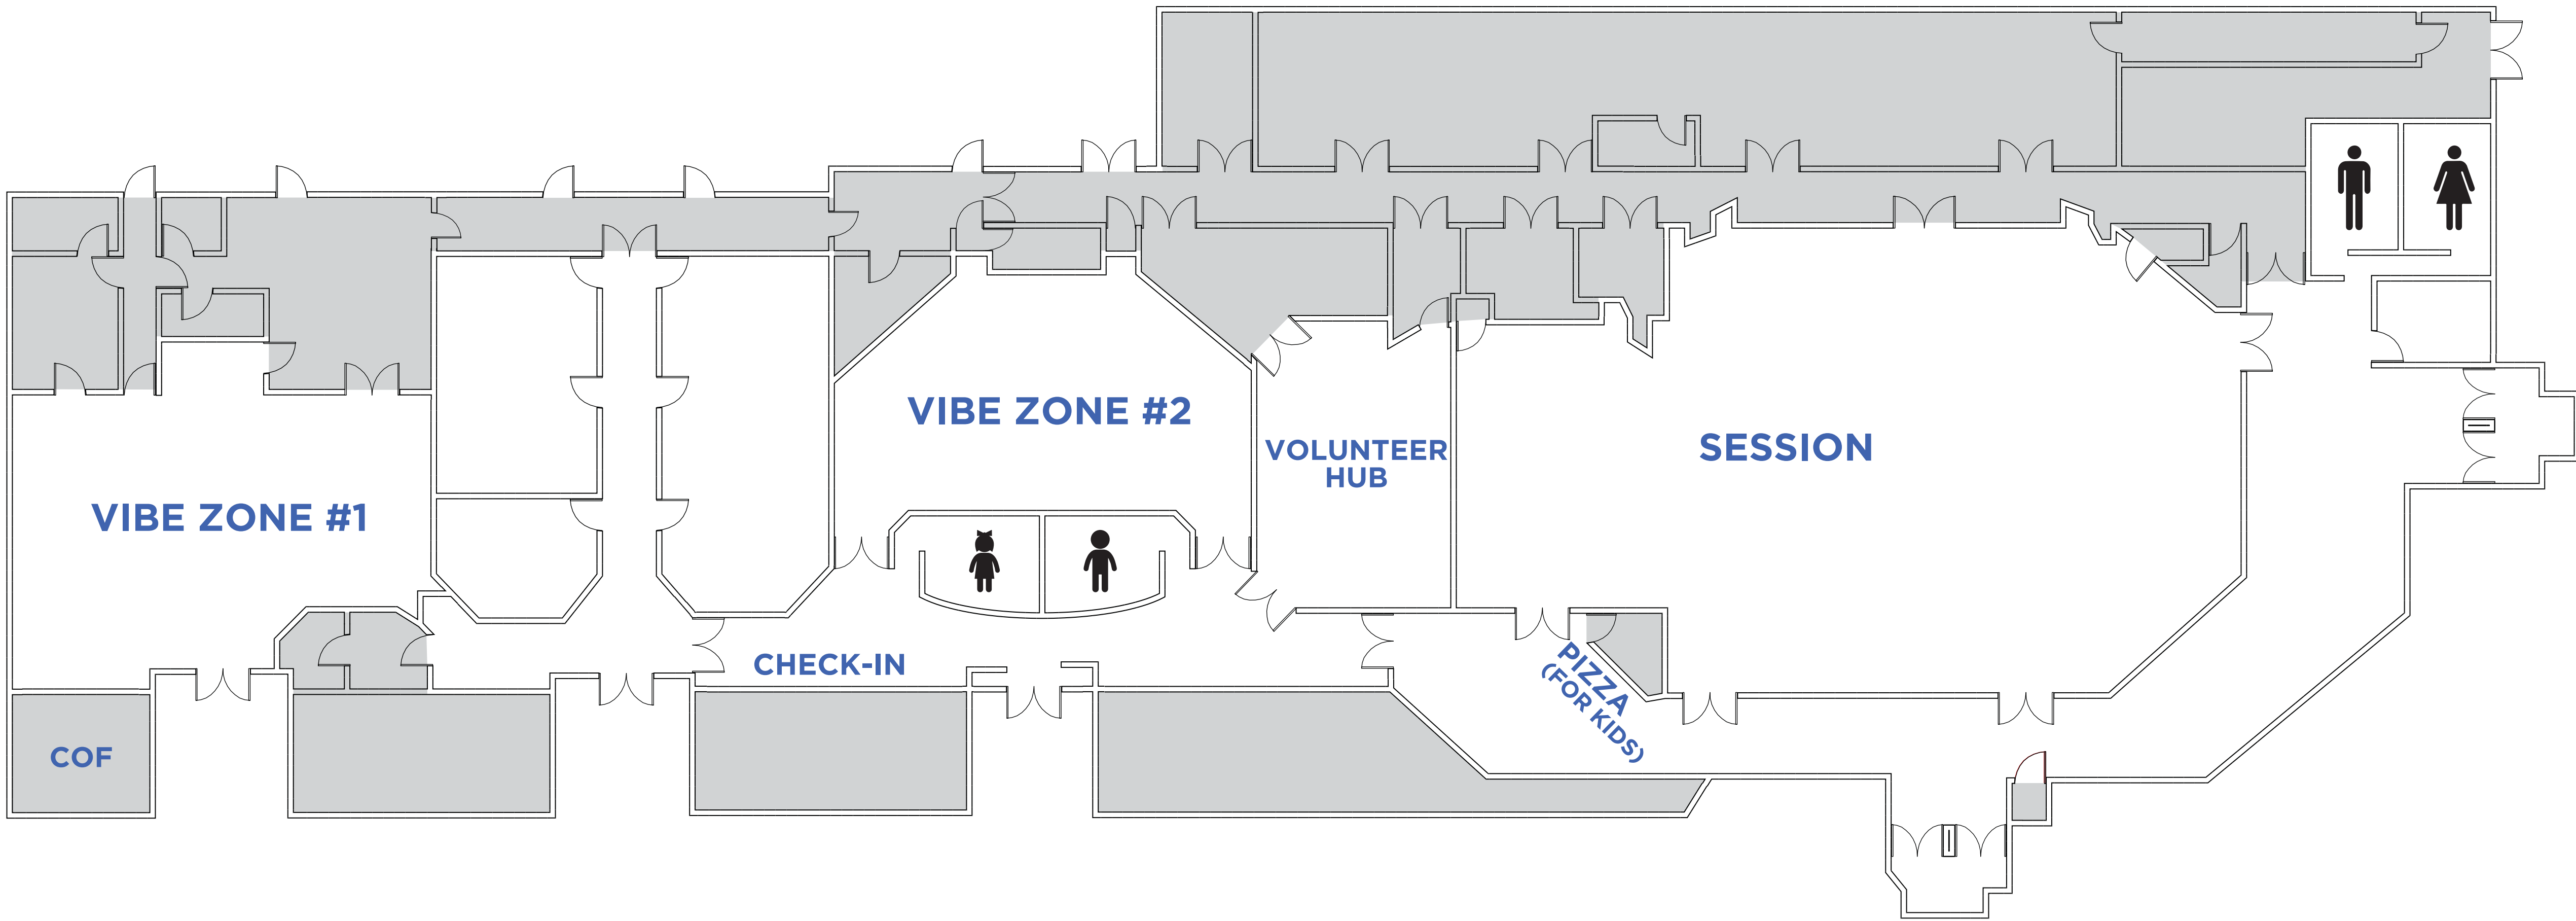 VIBE ZONE #1
COF
CHECK-IN
VIBE ZONE #2
VOLUNTEER
HUB
SESSION
PIZZA
(FOR KIDS)